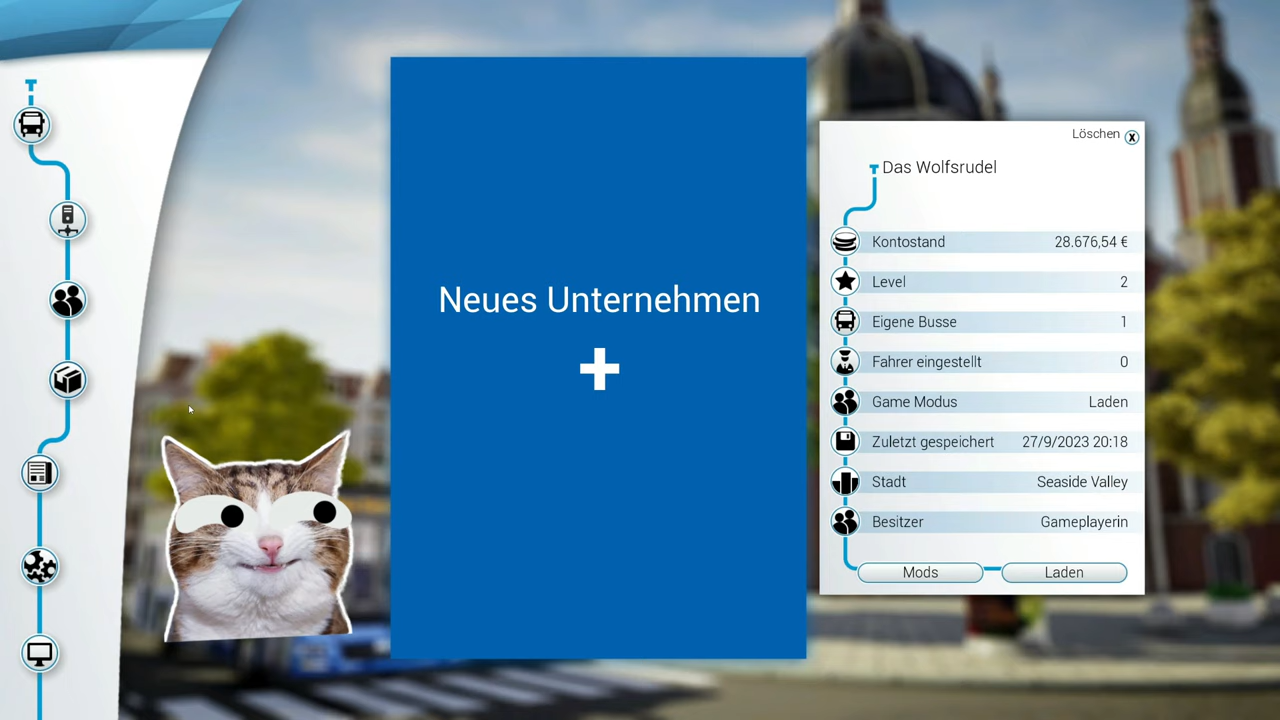 Neues Unternehmen
Löschen X
Das Wolfsrudel
Kontostand 28.676,54 €
Level 2
Eigene Busse 1
Fahrer eingestellt 0
Game Modus Laden
Zuletzt gespeichert 27/9/2023 20:18
Stadt Seaside Valley
Besitzer Gameplayerin
Mods Laden